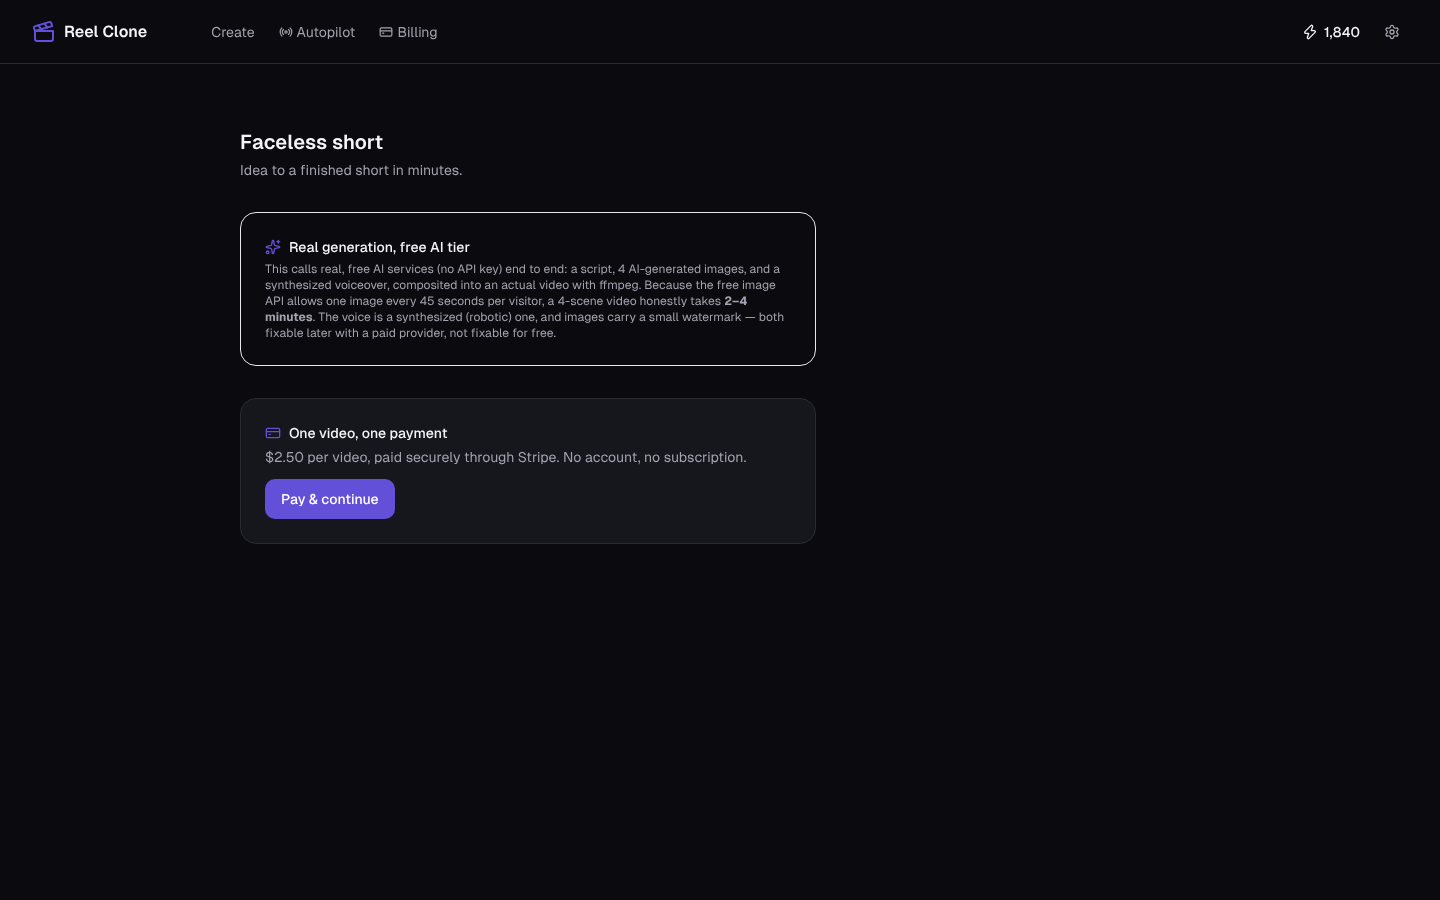 Reel Clone
Create
Autopilot
Billing
1,840
Faceless short
Idea to a finished short in minutes.
Real generation, free AI tier
This calls real, free AI services (no API key) end to end: a script, 4 AI-generated images, and a
synthesized voiceover, composited into an actual video with ffmpeg. Because the free image
API allows one image every 45 seconds per visitor, a 4-scene video honestly takes 2–4
minutes. The voice is a synthesized (robotic) one, and images carry a small watermark — both
fixable later with a paid provider, not fixable for free.
One video, one payment
$2.50 per video, paid securely through Stripe. No account, no subscription.
Pay & continue